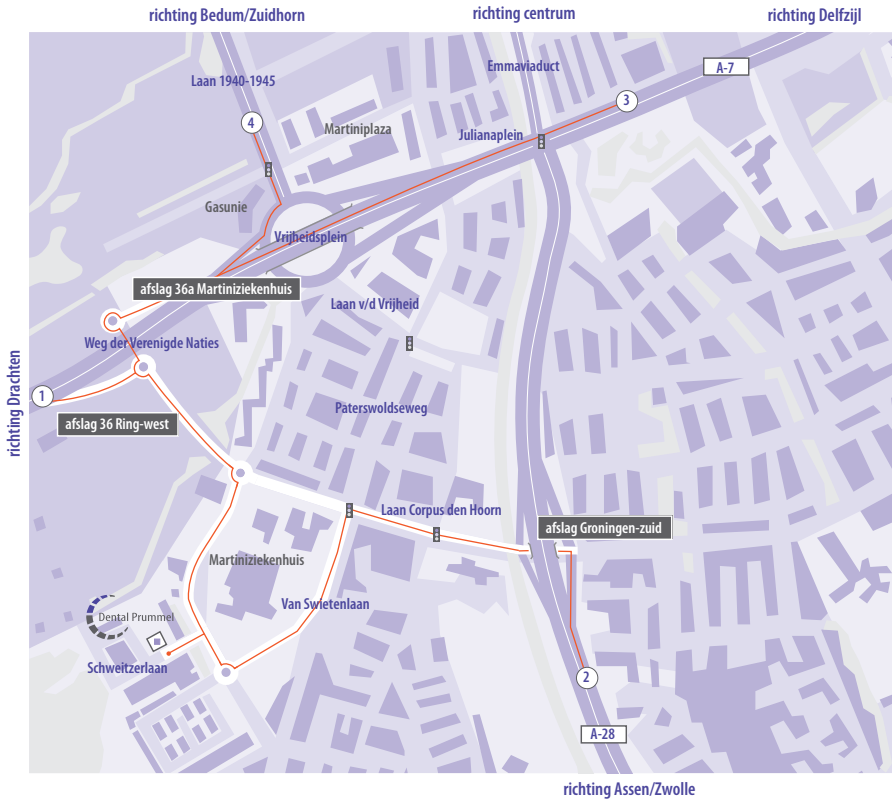 richting Bedum/Zuidhorn
richting centrum
richting Delfzijl
Emmaviaduct
A-7
Laan 1940-1945
3
4
Martiniplaza
Julianaplein
Gasunie
Vrijheidsplein
afslag 36a Martiniziekenhuis
Laan v/d Vrijheid
Weg der Verenigde Naties
richting Drachten
1
Paterswoldseweg
afslag 36 Ring-west
Laan Corpus den Hoorn
afslag Groningen-zuid
Martiniziekenhuis
Van Swietenlaan
Dental Prummel
Schweitzerlaan
2
A-28
richting Assen/Zwolle